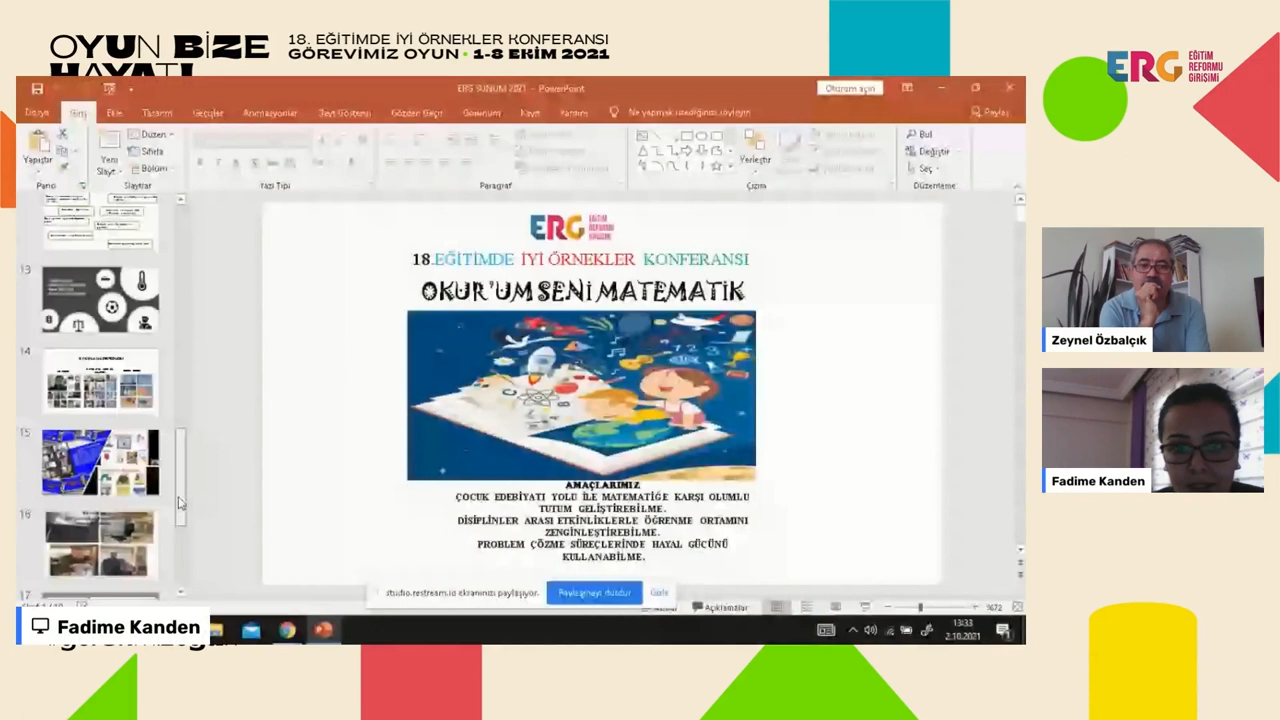 OYUN BİZE
HAYATI
18. EĞİTİMDE İYİ ÖRNEKLER KONFERANSI
GÖREVİMİZ OYUN • 1-8 EKİM 2021
ERG EĞİTİM
REFORMU
GİRİŞİMİ
ERG SUNUM 2021 - PowerPoint
Oturum açın
Dosya Giriş Ekle Tasarım Geçişler Animasyonlar Slayt Gösterisi Gözden Geçir Görünüm Kayıt Yardım Ne yapmak istediğinizi söyleyin Paylaş
Yapıştır
Yeni
Slayt
Düzen
Sıfırla
Bölüm
Yerleştir
Bul
Değiştir
Seç
Pano Slaytlar Yazı Tipi Paragraf Çizim Düzenleme
13
14
15
16
17
ERG EĞİTİM
REFORMU
GİRİŞİMİ
18.EĞİTİMDE İYİ ÖRNEKLER KONFERANSI
OKUR'UM SENİ MATEMATİK
AMAÇLARIMIZ
ÇOCUK EDEBİYATI YOLU İLE MATEMATİĞE KARŞI OLUMLU
TUTUM GELİŞTİREBİLME.
DİSİPLİNLER ARASI ETKİNLİKLERLE ÖĞRENME ORTAMINI
ZENGİNLEŞTİREBİLME.
PROBLEM ÇÖZME SÜREÇLERİNDE HAYAL GÜCÜNÜ
KULLANABİLME.
studio.restream.io ekranınızı paylaşıyor. Paylaşmayı durdur Gizle
Açıklamalar
%72
13:33
2.10.2021
Fadime Kanden
Zeynel Özbalçık
Fadime Kanden